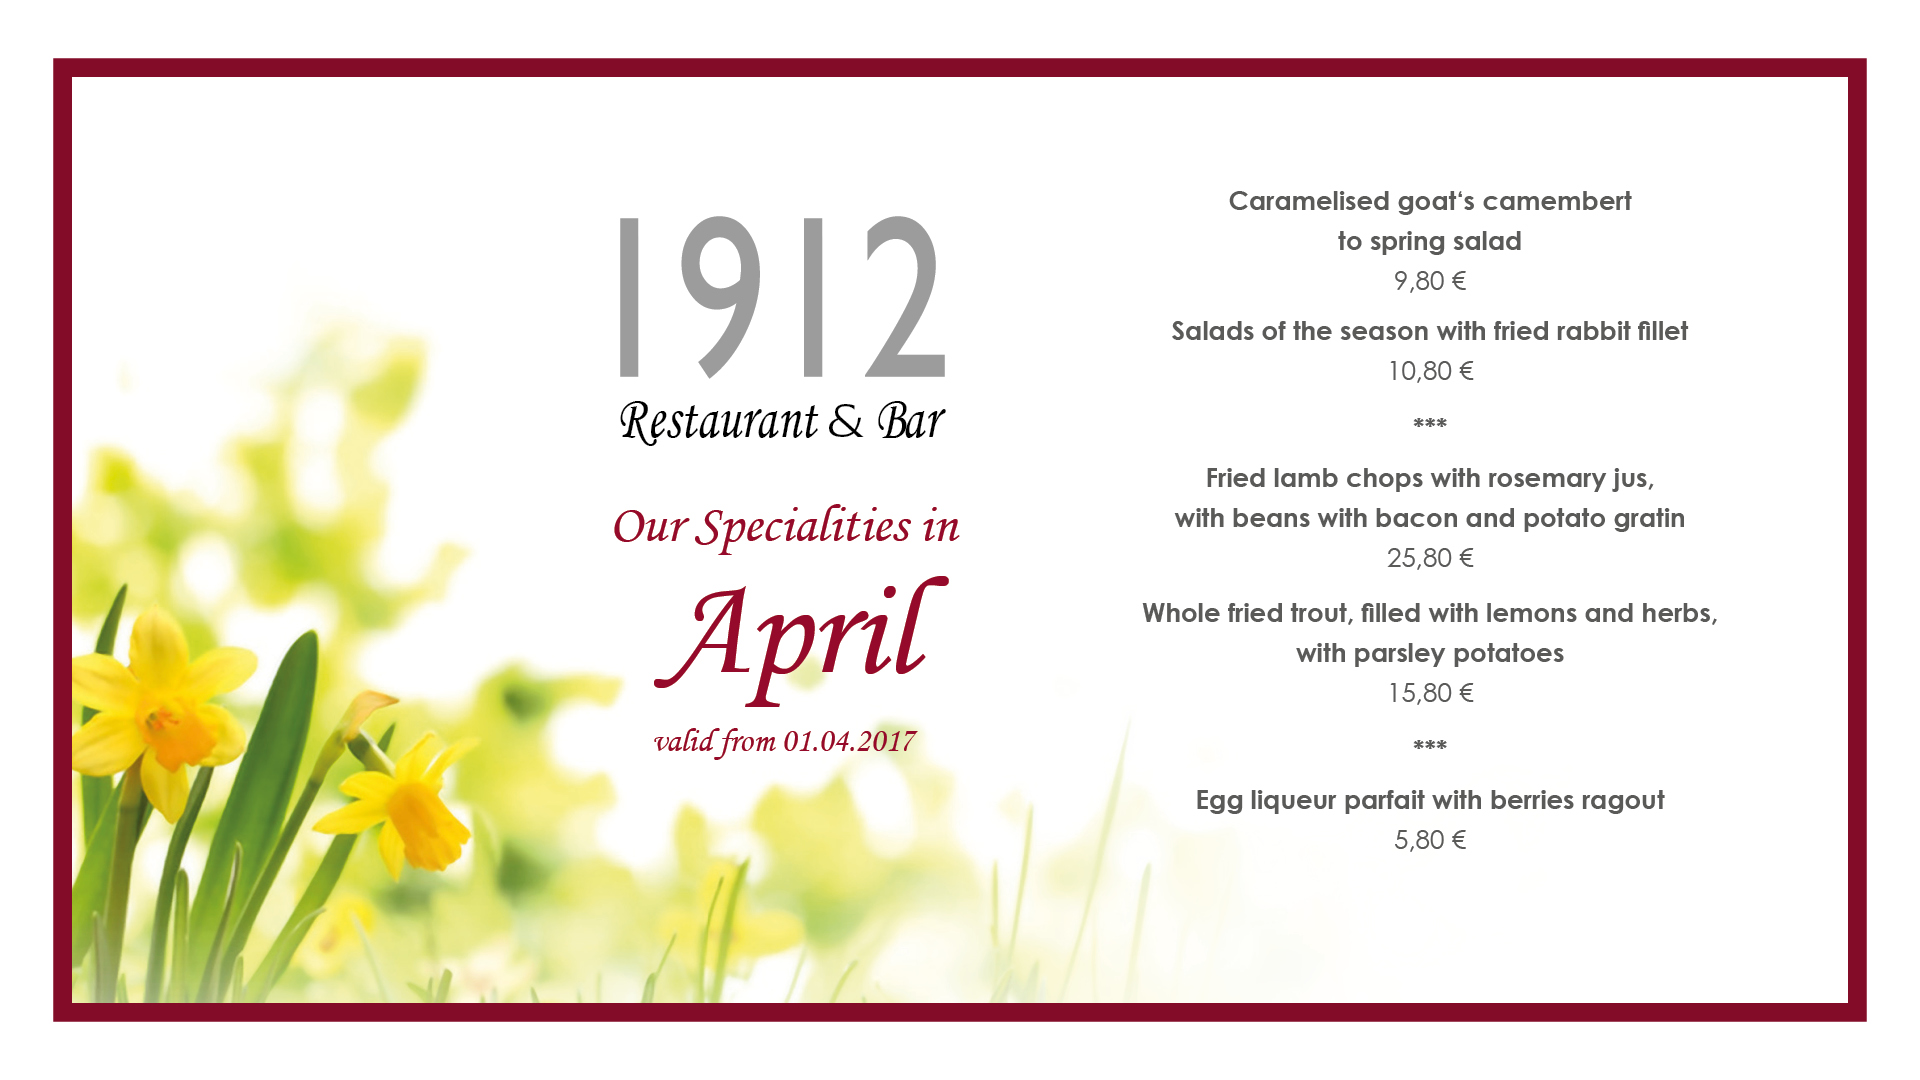 1912
Restaurant & Bar
Our Specialities in
April
valid from 01.04.2017
Caramelised goat‘s camembert
to spring salad
9,80 €
Salads of the season with fried rabbit fillet
10,80 €
***
Fried lamb chops with rosemary jus,
with beans with bacon and potato gratin
25,80 €
Whole fried trout, filled with lemons and herbs,
with parsley potatoes
15,80 €
***
Egg liqueur parfait with berries ragout
5,80 €